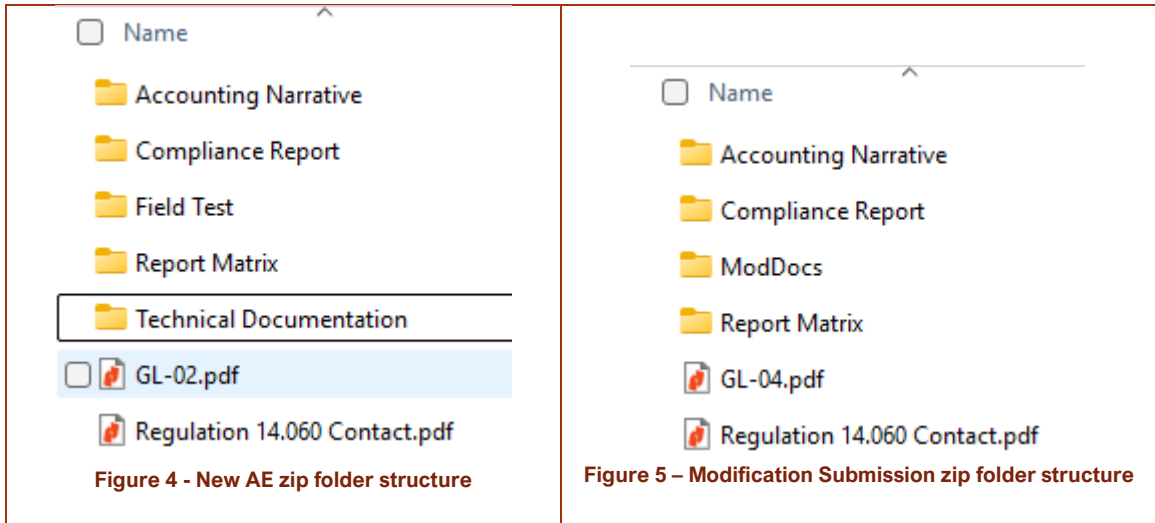 Name
Accounting Narrative
Compliance Report
Field Test
Report Matrix
Technical Documentation
GL-02.pdf
Regulation 14.060 Contact.pdf
Figure 4 - New AE zip folder structure
Name
Accounting Narrative
Compliance Report
ModDocs
Report Matrix
GL-04.pdf
Regulation 14.060 Contact.pdf
Figure 5 – Modification Submission zip folder structure